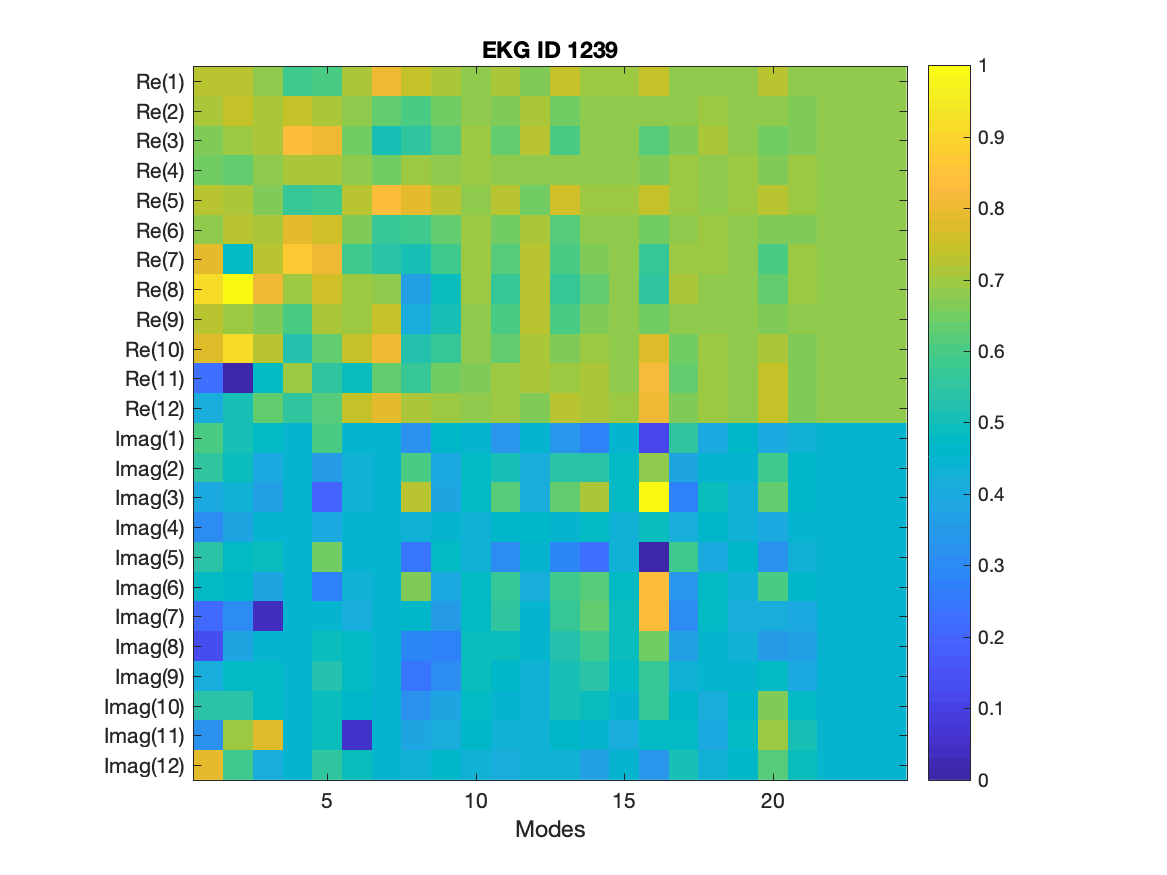 EKG ID 1239
Re(1)
Re(2)
Re(3)
Re(4)
Re(5)
Re(6)
Re(7)
Re(8)
Re(9)
Re(10)
Re(11)
Re(12)
Imag(1)
Imag(2)
Imag(3)
Imag(4)
Imag(5)
Imag(6)
Imag(7)
Imag(8)
Imag(9)
Imag(10)
Imag(11)
Imag(12)
5 10 15 20
Modes
1
0.9
0.8
0.7
0.6
0.5
0.4
0.3
0.2
0.1
0